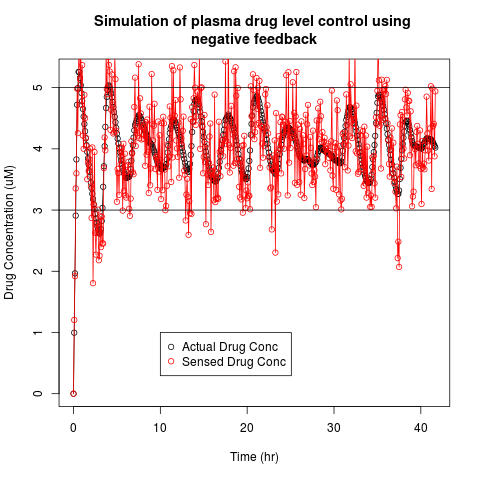 Simulation of plasma drug level control using
negative feedback
Drug Concentration (uM)
5
4
3
2
1
0
Actual Drug Conc
Sensed Drug Conc
0 10 20 30 40
Time (hr)